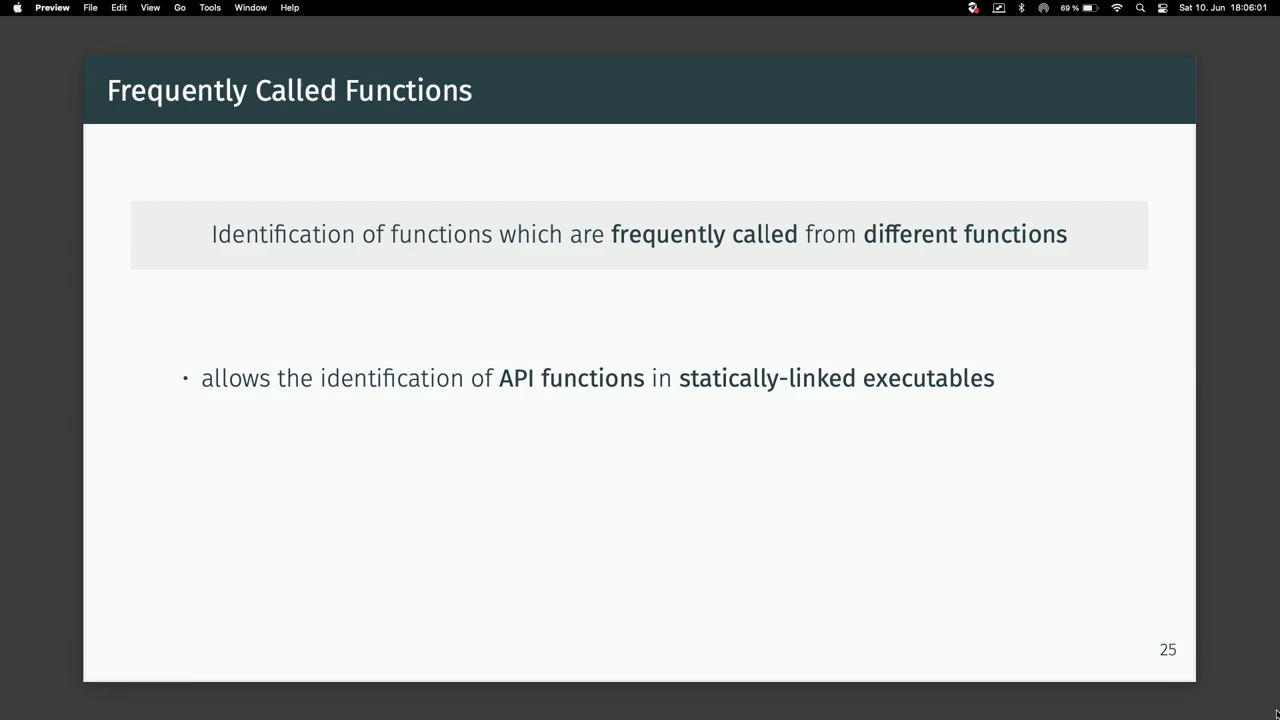 Preview File Edit View Go Tools Window Help 69 % Sat 10. Jun 18:06:01
Frequently Called Functions
Identification of functions which are frequently called from different functions
· allows the identification of API functions in statically-linked executables
25